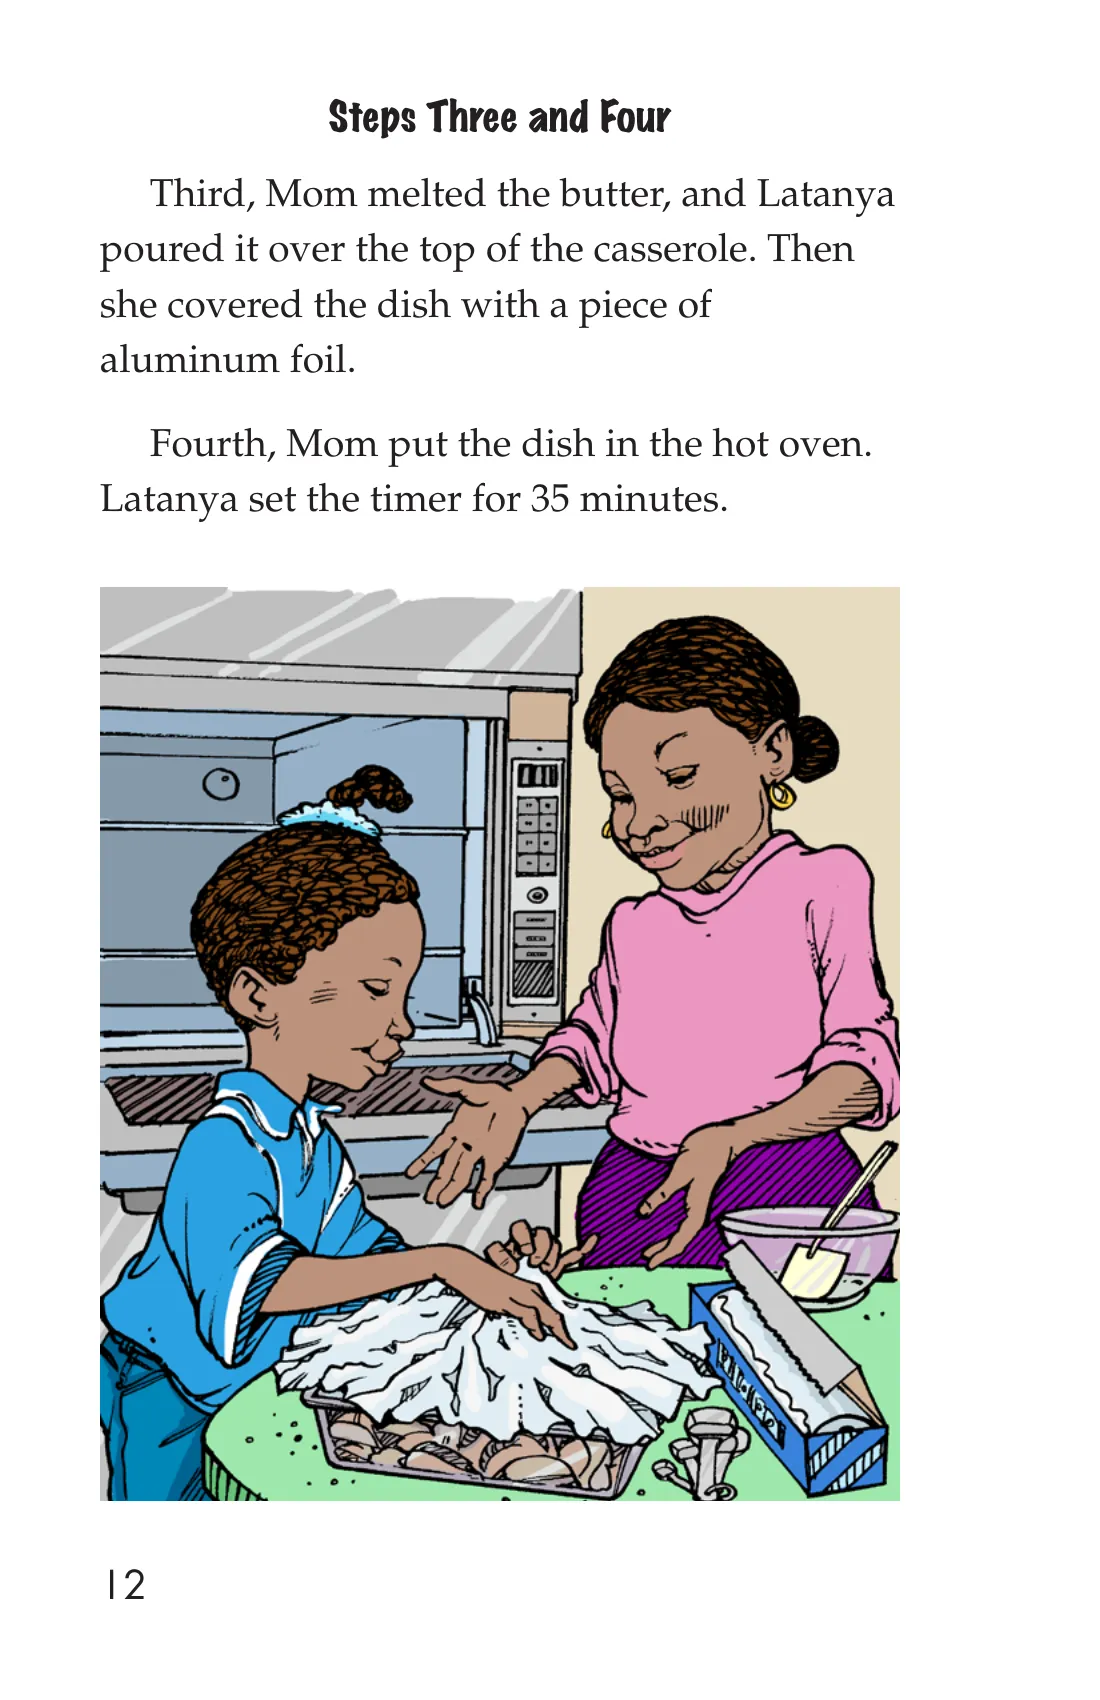 Steps Three and Four
Third, Mom melted the butter, and Latanya
poured it over the top of the casserole. Then
she covered the dish with a piece of
aluminum foil.
Fourth, Mom put the dish in the hot oven.
Latanya set the timer for 35 minutes.
12